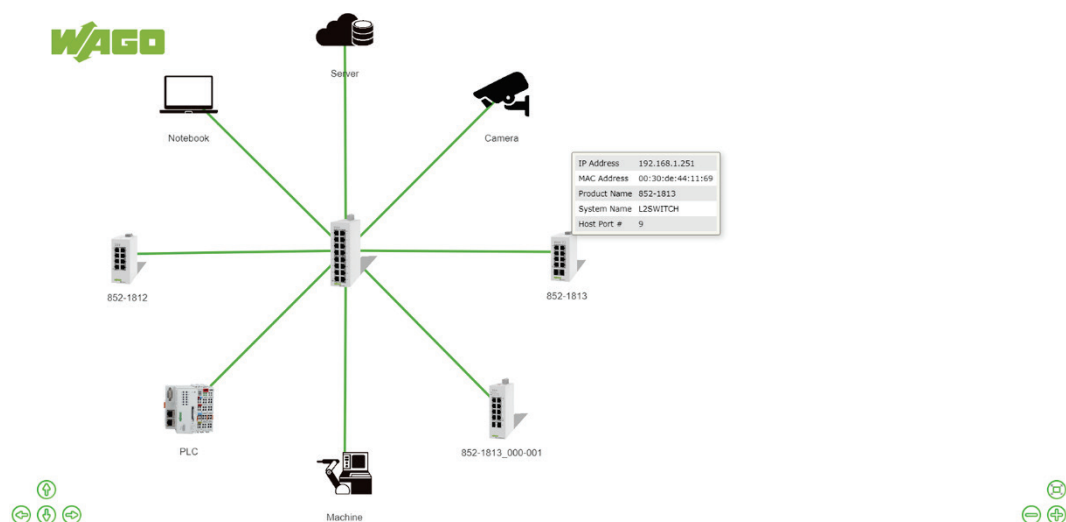 WAGO
Server
Notebook
Camera
IP Address 192.168.1.251
MAC Address 00:30:de:44:11:69
Product Name 852-1813
System Name L2SWITCH
Host Port # 9
852-1812
852-1813
PLC
852-1813_000-001
Machine